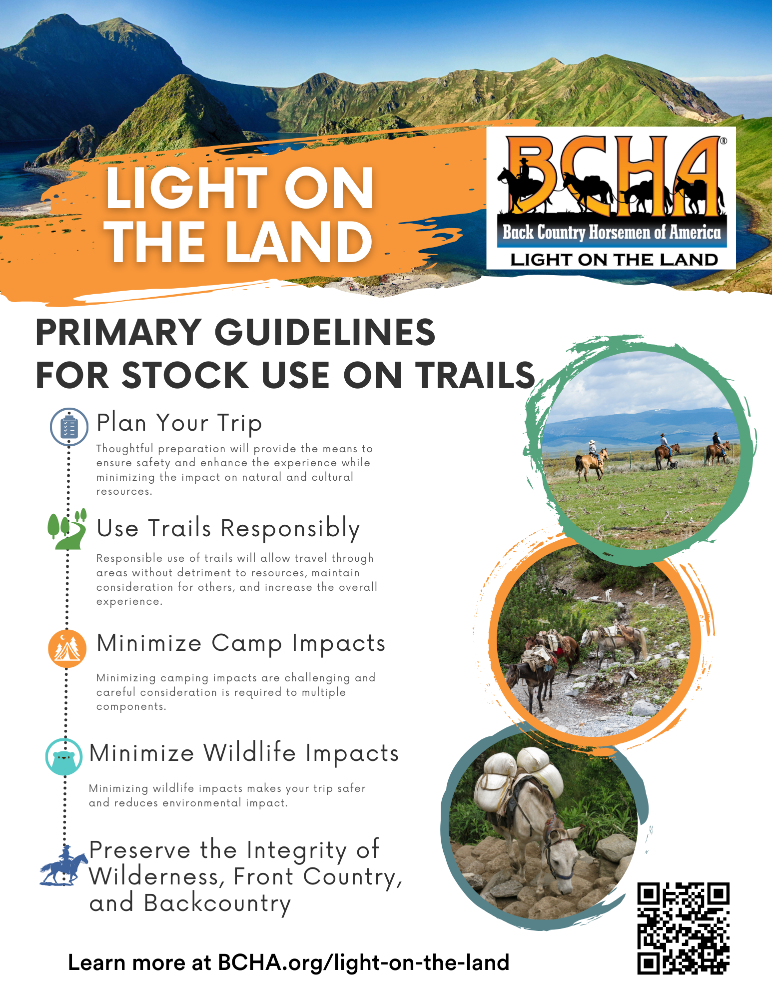 LIGHT ON
THE LAND
BCHA®
Back Country Horsemen of America
LIGHT ON THE LAND
PRIMARY GUIDELINES
FOR STOCK USE ON TRAILS
Plan Your Trip
Thoughtful preparation will provide the means to
ensure safety and enhance the experience while
minimizing the impact on natural and cultural
resources.
Use Trails Responsibly
Responsible use of trails will allow travel through
areas without detriment to resources, maintain
consideration for others, and increase the overall
experience.
Minimize Camp Impacts
Minimizing camping impacts are challenging and
careful consideration is required to multiple
components.
Minimize Wildlife Impacts
Minimizing wildlife impacts makes your trip safer
and reduces environmental impact.
Preserve the Integrity of
Wilderness, Front Country,
and Backcountry
Learn more at BCHA.org/light-on-the-land